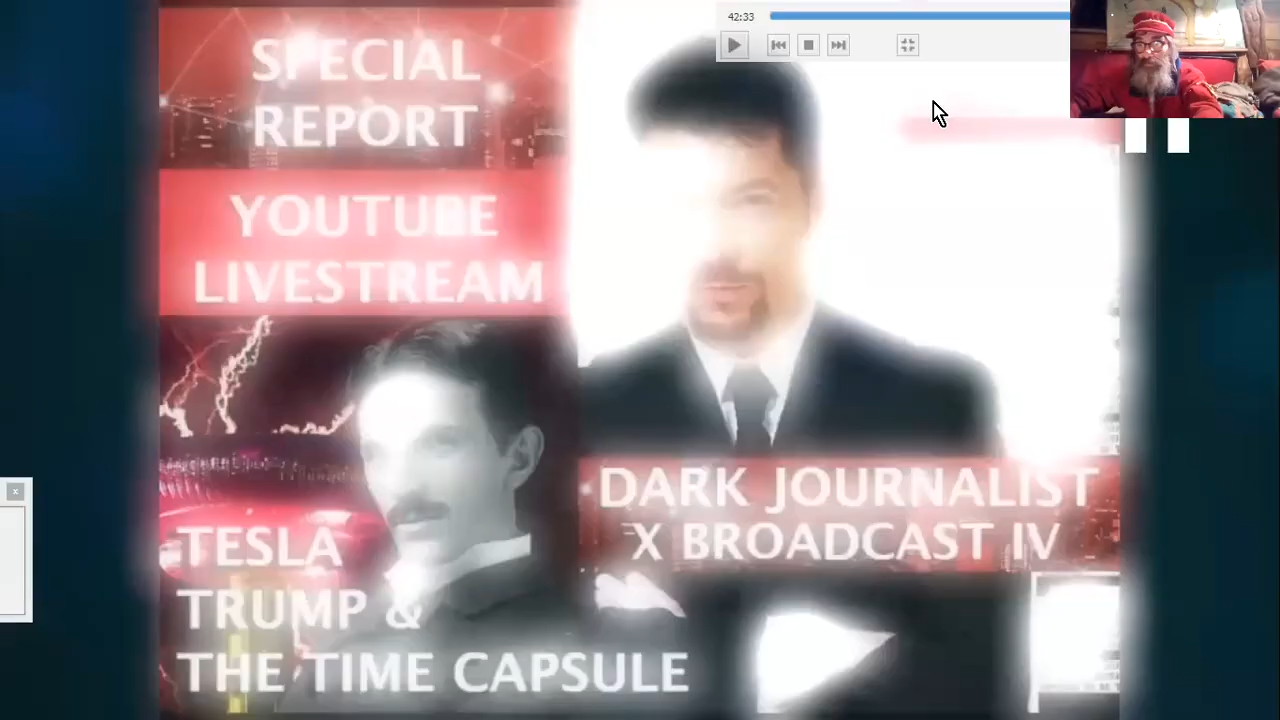 42:33
SPECIAL
REPORT
YOUTUBE
LIVESTREAM
DARK JOURNALIST
X BROADCAST IV
TESLA
TRUMP &
THE TIME CAPSULE
x